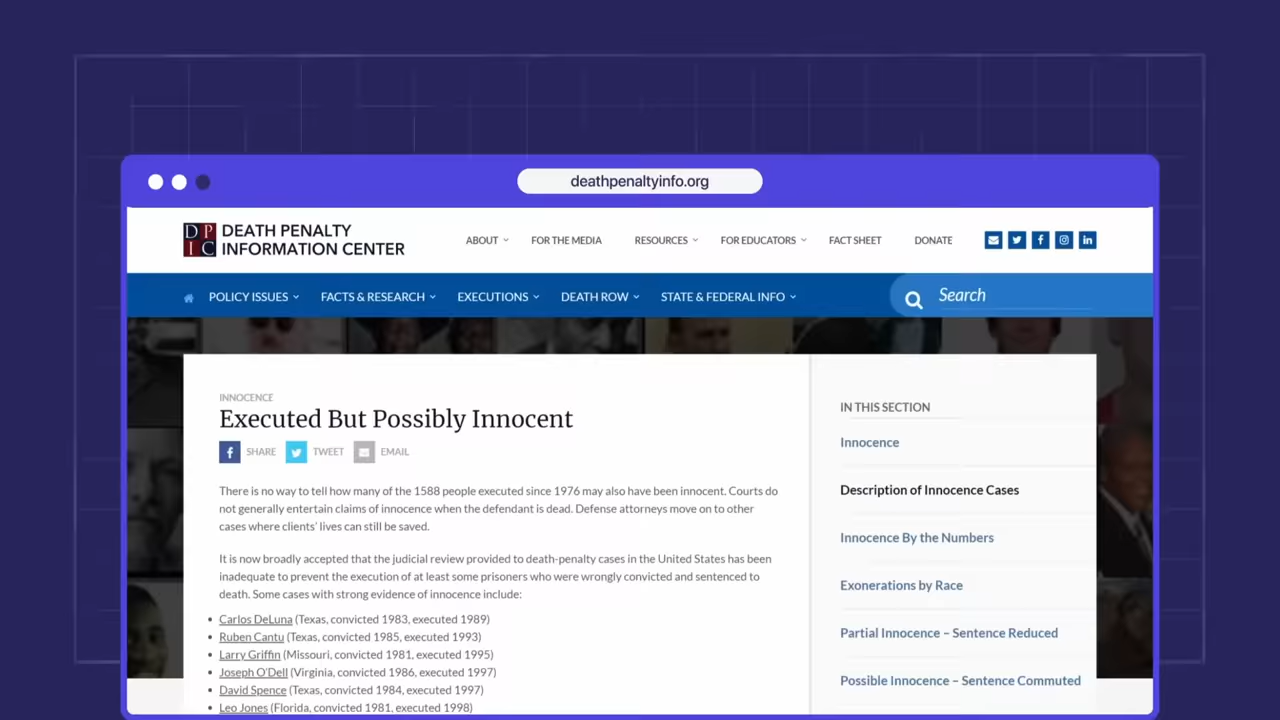 deathpenaltyinfo.org
DPIC DEATH PENALTY INFORMATION CENTER
ABOUT FOR THE MEDIA RESOURCES FOR EDUCATORS FACT SHEET DONATE
POLICY ISSUES FACTS & RESEARCH EXECUTIONS DEATH ROW STATE & FEDERAL INFO Search
INNOCENCE
Executed But Possibly Innocent
SHARE TWEET EMAIL
There is no way to tell how many of the 1588 people executed since 1976 may also have been innocent. Courts do
not generally entertain claims of innocence when the defendant is dead. Defense attorneys move on to other
cases where clients' lives can still be saved.
It is now broadly accepted that the judicial review provided to death-penalty cases in the United States has been
inadequate to prevent the execution of at least some prisoners who were wrongly convicted and sentenced to
death. Some cases with strong evidence of innocence include:
• Carlos DeLuna (Texas, convicted 1983, executed 1989)
• Ruben Cantu (Texas, convicted 1985, executed 1993)
• Larry Griffin (Missouri, convicted 1981, executed 1995)
• Joseph O'Dell (Virginia, convicted 1986, executed 1997)
• David Spence (Texas, convicted 1984, executed 1997)
• Leo Jones (Florida, convicted 1981, executed 1998)
IN THIS SECTION
Innocence
Description of Innocence Cases
Innocence By the Numbers
Exonerations by Race
Partial Innocence – Sentence Reduced
Possible Innocence – Sentence Commuted